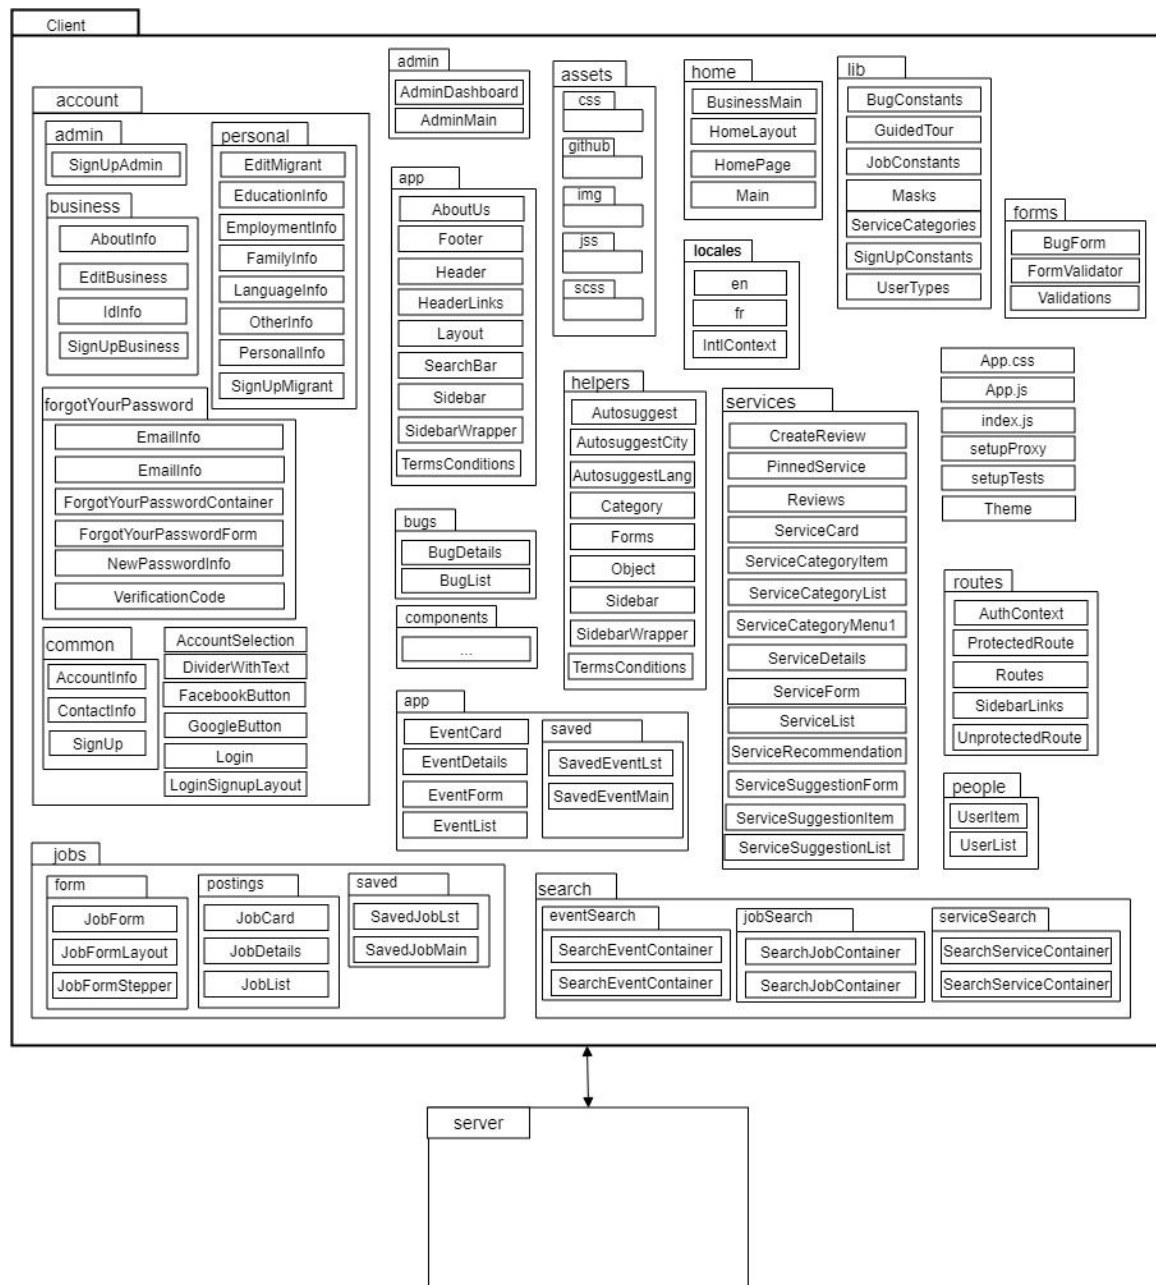 Client
account
admin
SignUpAdmin
business
AboutInfo
EditBusiness
IdInfo
SignUpBusiness
personal
EditMigrant
EducationInfo
EmploymentInfo
FamilyInfo
LanguageInfo
OtherInfo
PersonalInfo
SignUpMigrant
forgotYourPassword
EmailInfo
EmailInfo
ForgotYourPasswordContainer
ForgotYourPasswordForm
NewPasswordInfo
VerificationCode
common
AccountInfo
ContactInfo
SignUp
AccountSelection
DividerWithText
FacebookButton
GoogleButton
Login
LoginSignupLayout
admin
AdminDashboard
AdminMain
app
AboutUs
Footer
Header
HeaderLinks
Layout
SearchBar
Sidebar
SidebarWrapper
TermsConditions
bugs
BugDetails
BugList
components
...
app
EventCard
EventDetails
EventForm
EventList
saved
SavedEventLst
SavedEventMain
assets
css
github
img
jss
scss
helpers
Autosuggest
AutosuggestCity
AutosuggestLang
Category
Forms
Object
Sidebar
SidebarWrapper
TermsConditions
home
BusinessMain
HomeLayout
HomePage
Main
locales
en
fr
IntlContext
services
CreateReview
PinnedService
Reviews
ServiceCard
ServiceCategoryItem
ServiceCategoryList
ServiceCategoryMenu1
ServiceDetails
ServiceForm
ServiceList
ServiceRecommendation
ServiceSuggestionForm
ServiceSuggestionItem
ServiceSuggestionList
lib
BugConstants
GuidedTour
JobConstants
Masks
ServiceCategories
SignUpConstants
UserTypes
forms
BugForm
FormValidator
Validations
App.css
App.js
index.js
setupProxy
setupTests
Theme
routes
AuthContext
ProtectedRoute
Routes
SidebarLinks
UnprotectedRoute
people
UserItem
UserList
jobs
form
JobForm
JobFormLayout
JobFormStepper
postings
JobCard
JobDetails
JobList
saved
SavedJobLst
SavedJobMain
search
eventSearch
SearchEventContainer
SearchEventContainer
jobSearch
SearchJobContainer
SearchJobContainer
serviceSearch
SearchServiceContainer
SearchServiceContainer
server